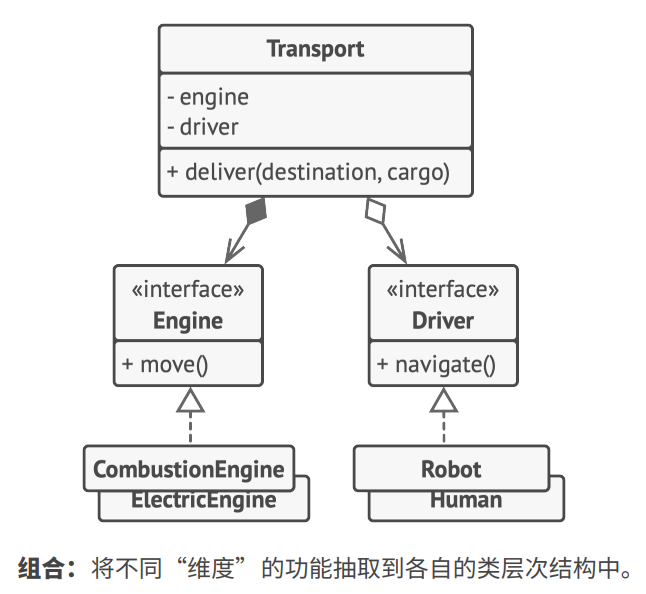 Transport
- engine
- driver
+ deliver(destination, cargo)
«interface»
Engine
+ move()
«interface»
Driver
+ navigate()
CombustionEngine
ElectricEngine
Robot
Human
组合：将不同“维度”的功能抽取到各自的类层次结构中。